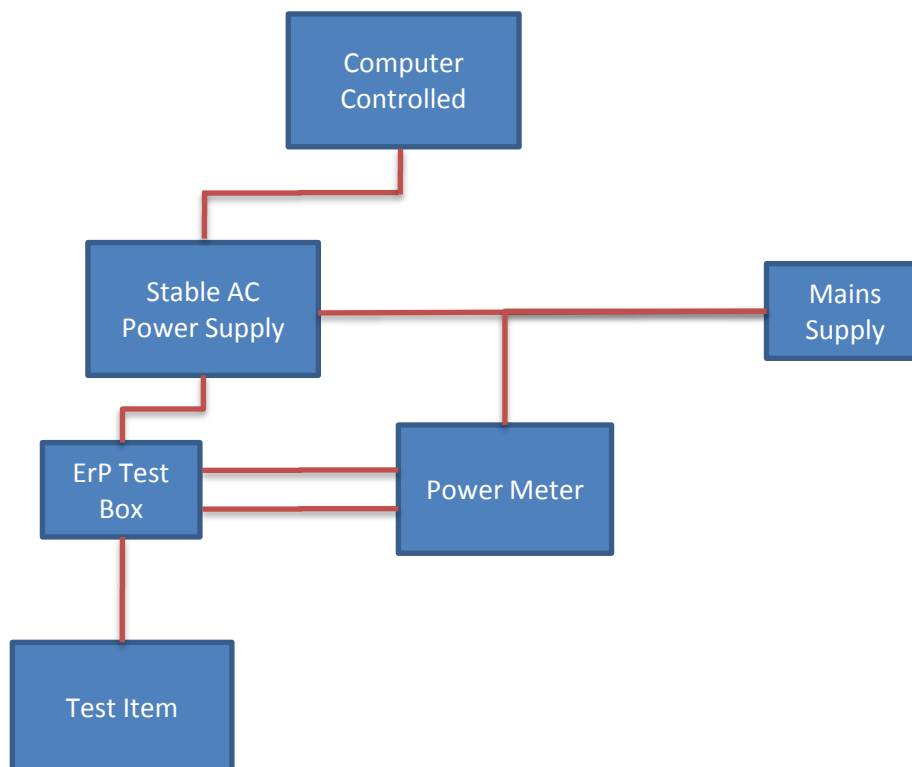 Computer
Controlled
Stable AC
Power Supply
Mains
Supply
ErP Test
Box
Power Meter
Test Item